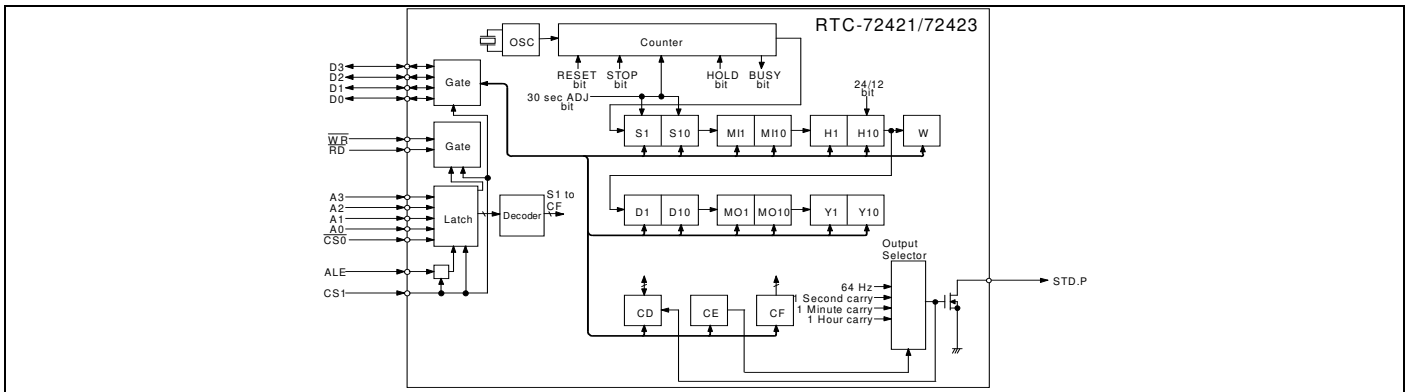 RTC-72421/72423
OSC
Counter
RESET
bit
STOP
bit
HOLD
bit
BUSY
bit
30 sec ADJ
bit
24/12
bit
D3
D2
D1
D0
Gate
WR
RD
Gate
A3
A2
A1
A0
CS0
Latch
Decoder
S1 to
CF
ALE
CS1
S1 S10 MI1 MI10 H1 H10 W
D1 D10 MO1 MO10 Y1 Y10
CD CE CF
Output
Selector
64 Hz
1 Second carry
1 Minute carry
1 Hour carry
STD.P